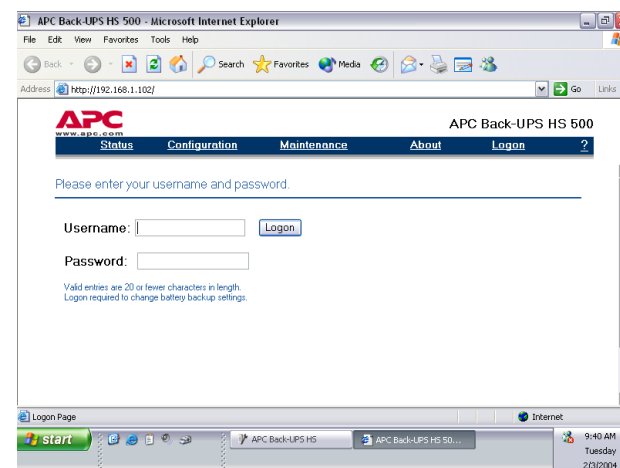 APC Back-UPS HS 500 - Microsoft Internet Explorer
File Edit View Favorites Tools Help
Back Search Favorites Media
Address http://192.168.1.102/ Go Links
APC
www.apc.com
APC Back-UPS HS 500
Status Configuration Maintenance About Logon ?
Please enter your username and password.
Username: Logon
Password:
Valid entries are 20 or fewer characters in length.
Logon required to change battery backup settings.
Logon Page Internet
start APC Back-UPS HS APC Back-UPS HS 50... 9:40 AM
Tuesday
2/3/2004